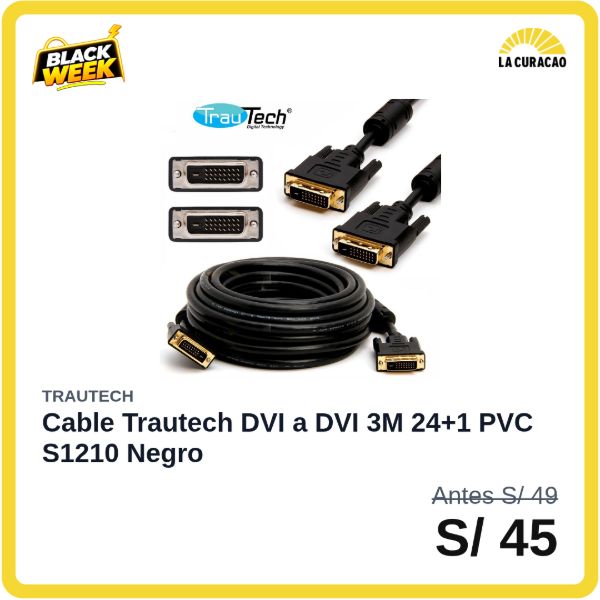 BLACK
WEEK
LA CURACAO
TrauTech®
Digital Technology
TRAUTECH
Cable Trautech DVI a DVI 3M 24+1 PVC
S1210 Negro
Antes S/ 49
S/ 45